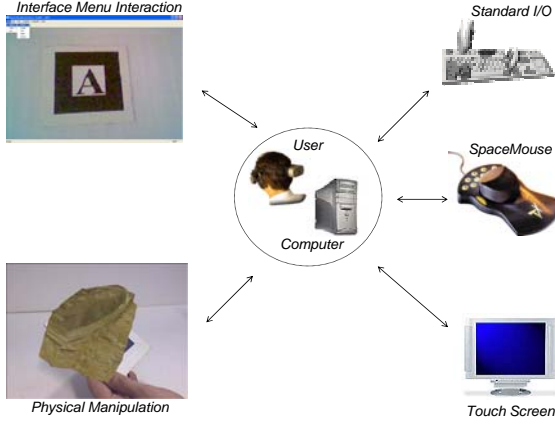 Interface Menu Interaction
Standard I/O
A
User
SpaceMouse
Computer
Physical Manipulation
Touch Screen